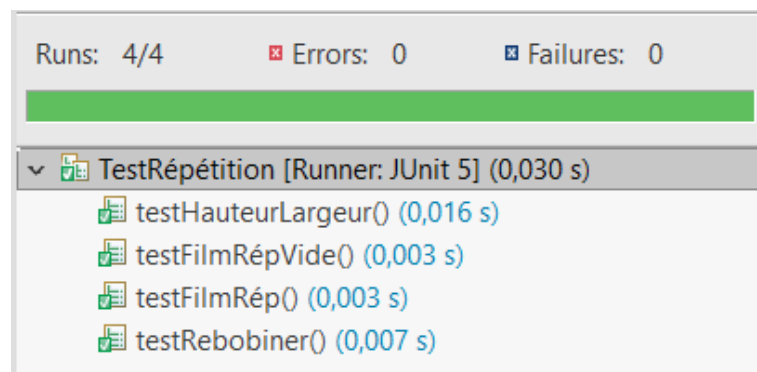 Runs: 4/4 Errors: 0 Failures: 0
TestRépétition [Runner: JUnit 5] (0,030 s)
testHauteurLargeur() (0,016 s)
testFilmRépVide() (0,003 s)
testFilmRép() (0,003 s)
testRebobiner() (0,007 s)